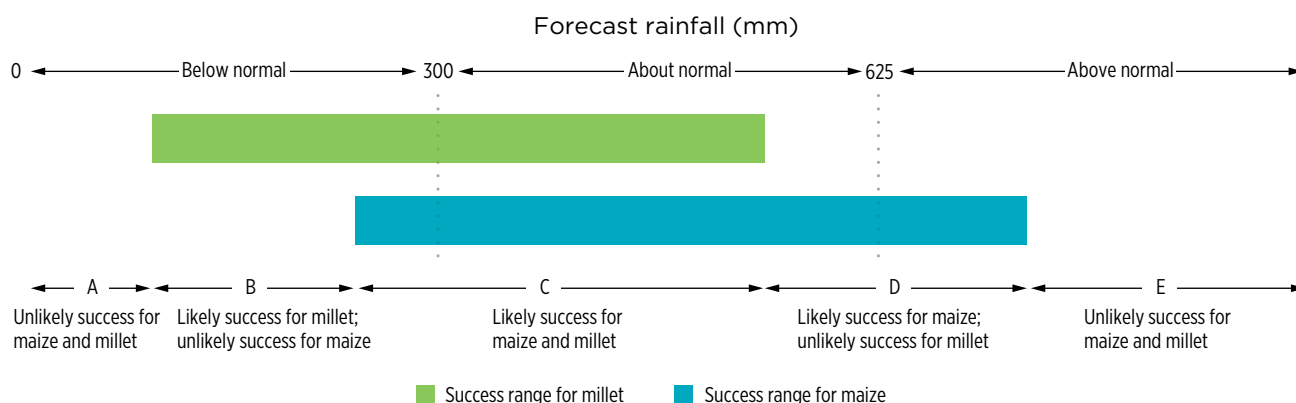 Forecast rainfall (mm)
0 Below normal 300 About normal 625 Above normal
A B C D E
Unlikely success for
maize and millet
Likely success for millet;
unlikely success for maize
Likely success for
maize and millet
Likely success for maize;
unlikely success for millet
Unlikely success for
maize and millet
Success range for millet
Success range for maize